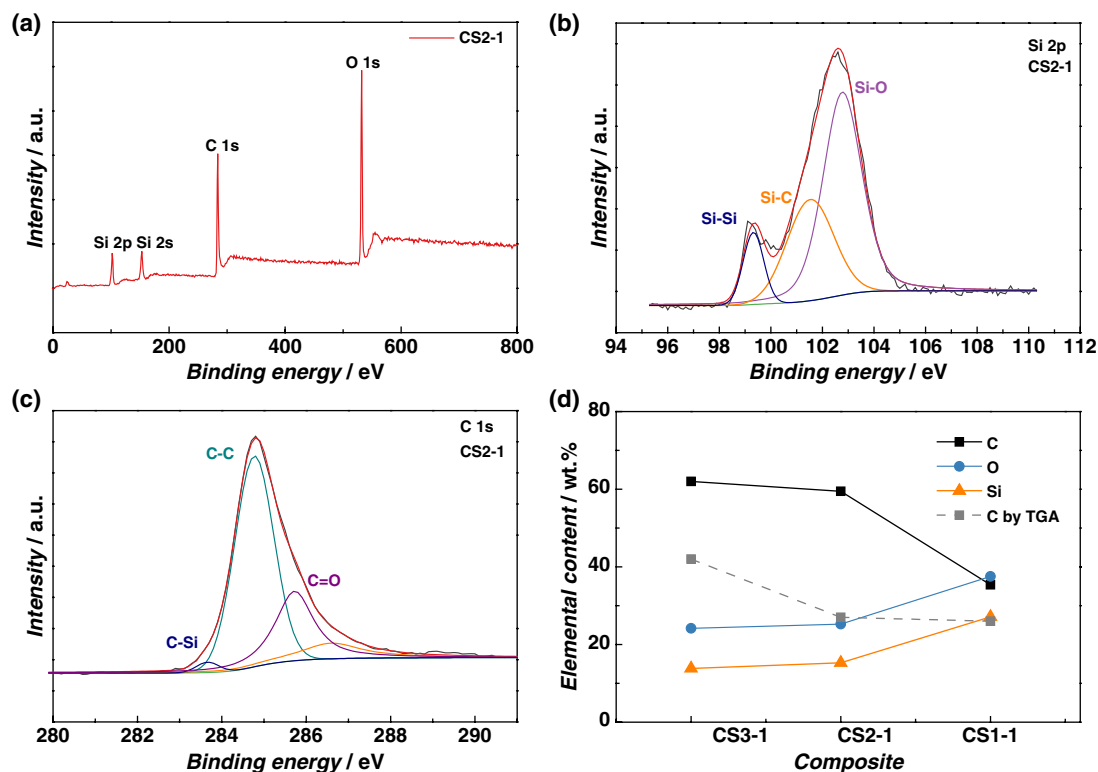 (a)
CS2-1
O 1s
C 1s
Si 2p
Si 2s
Intensity / a.u.
0 200 400 600 800
Binding energy / eV
(b)
Si 2p
CS2-1
Si-O
Si-C
Si-Si
Intensity / a.u.
94 96 98 100 102 104 106 108 110 112
Binding energy / eV
(c)
C 1s
CS2-1
C-C
C=O
C-Si
Intensity / a.u.
280 282 284 286 288 290
Binding energy / eV
(d)
80
60
40
20
0
Elemental content / wt.%
C
O
Si
C by TGA
CS3-1 CS2-1 CS1-1
Composite